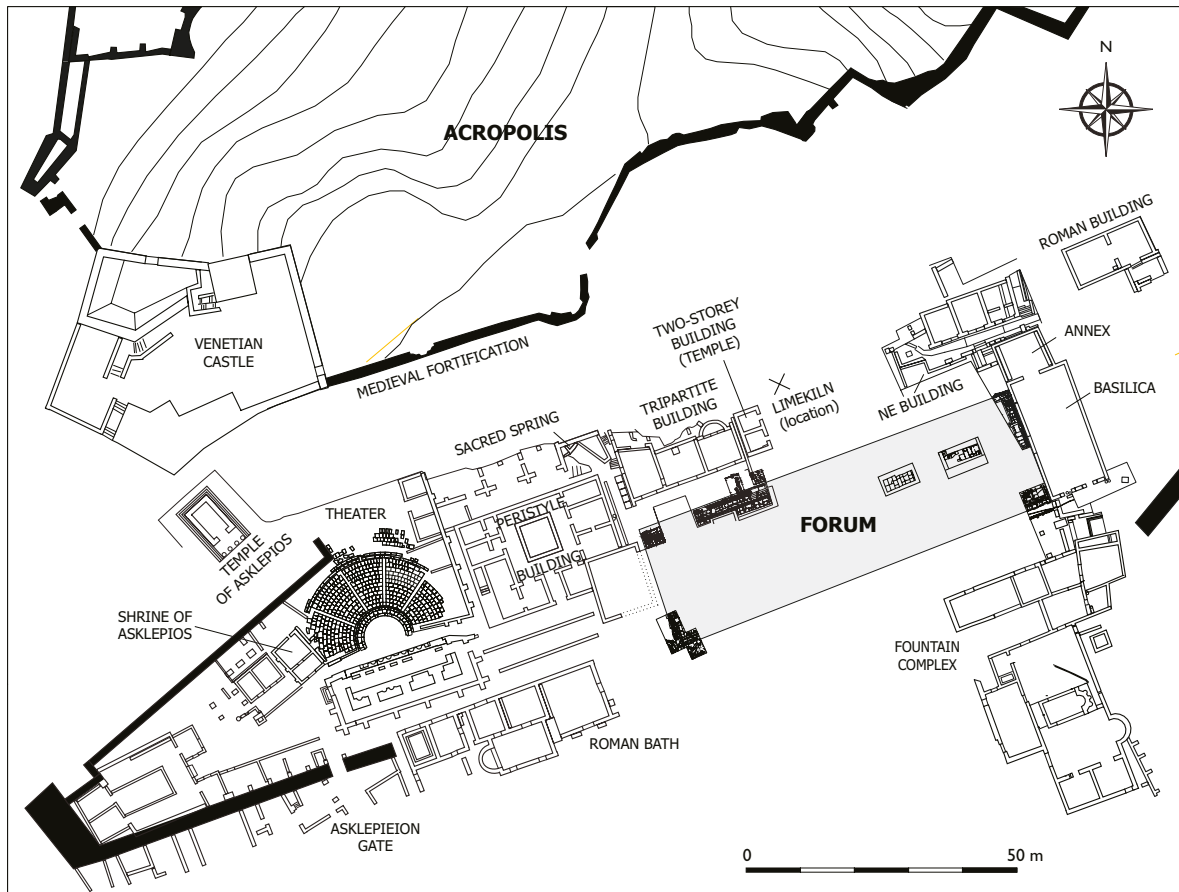 N
ACROPOLIS
ROMAN BUILDING
VENETIAN
CASTLE
MEDIEVAL FORTIFICATION
TWO-STOREY
BUILDING
(TEMPLE)
ANNEX
BASILICA
NE BUILDING
LIMEKILN
(location)
TRIPARTITE
BUILDING
SACRED SPRING
THEATER
PERISTYLE
BUILDING
FORUM
TEMPLE
OF ASKLEPIOS
SHRINE OF
ASKLEPIOS
FOUNTAIN
COMPLEX
ROMAN BATH
ASKLEPIEION
GATE
0
50 m